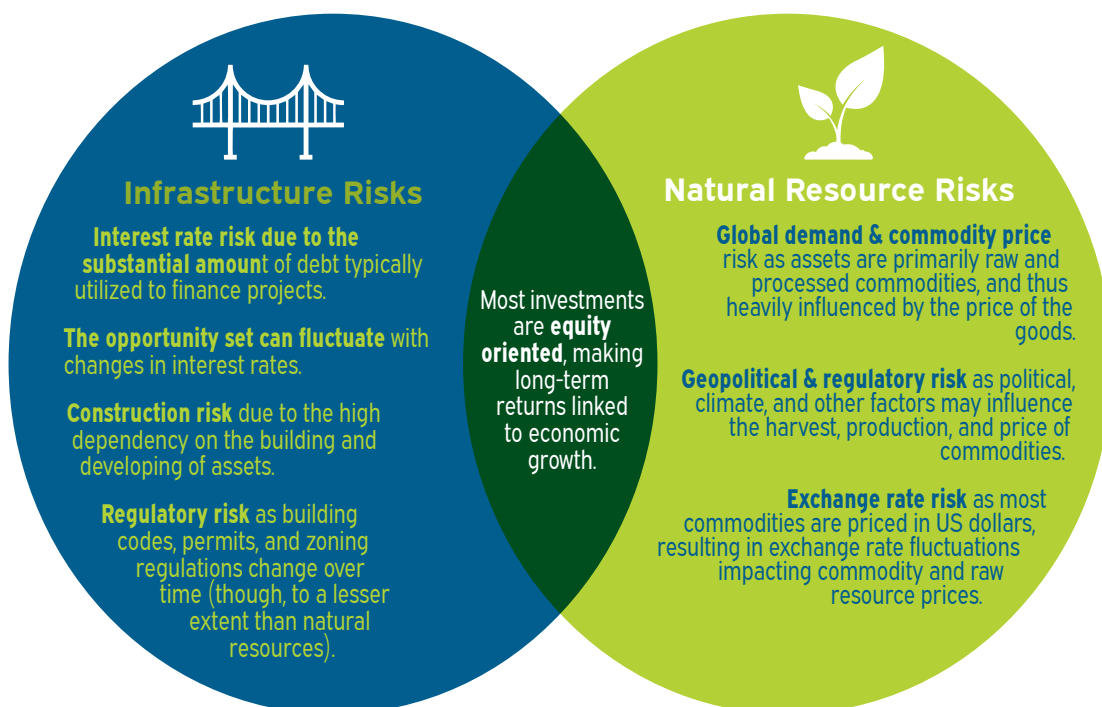 Infrastructure Risks
Interest rate risk due to the
substantial amount of debt typically
utilized to finance projects.
The opportunity set can fluctuate with
changes in interest rates.
Construction risk due to the high
dependency on the building and
developing of assets.
Regulatory risk as building
codes, permits, and zoning
regulations change over
time (though, to a lesser
extent than natural
resources).
Most investments
are equity
oriented, making
long-term
returns linked
to economic
growth.
Natural Resource Risks
Global demand & commodity price
risk as assets are primarily raw and
processed commodities, and thus
heavily influenced by the price of the
goods.
Geopolitical & regulatory risk as political,
climate, and other factors may influence
the harvest, production, and price of
commodities.
Exchange rate risk as most
commodities are priced in US dollars,
resulting in exchange rate fluctuations
impacting commodity and raw
resource prices.